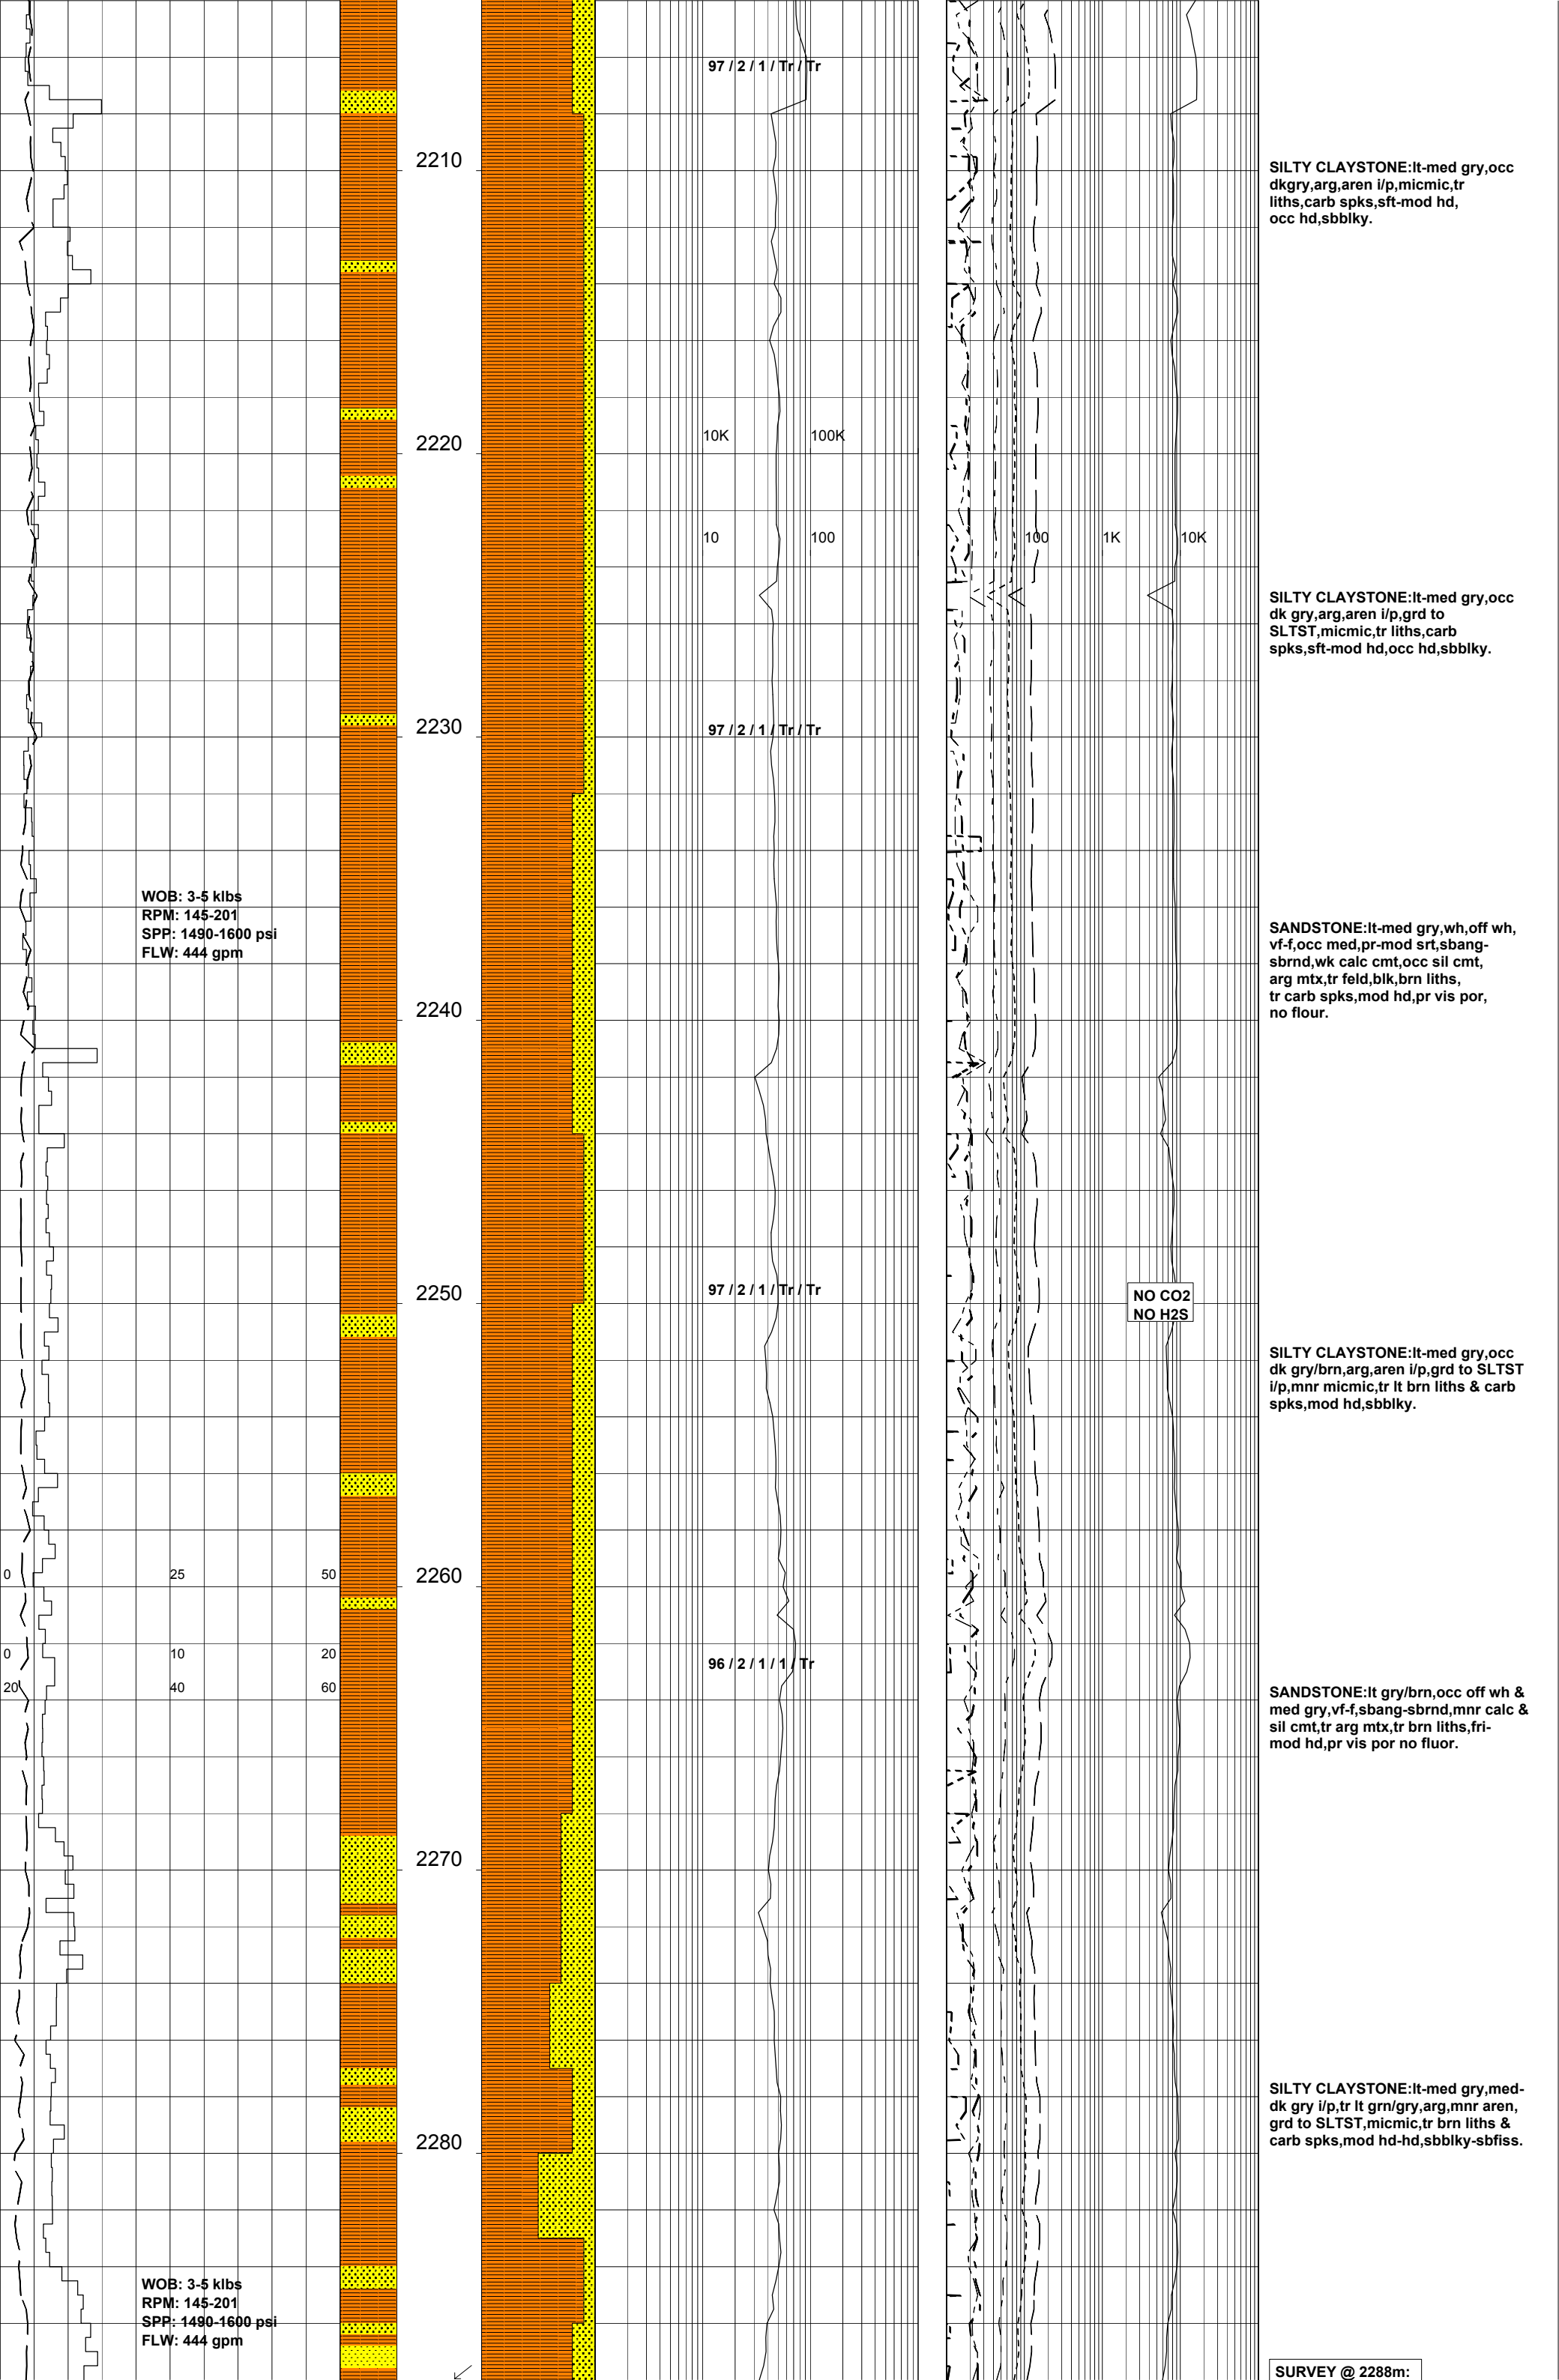 97 / 2 / 1 / Tr / Tr
2210
SILTY CLAYSTONE:lt-med gry,occ
dkgry,arg,aren i/p,micmic,tr
liths,carb spks,sft-mod hd,
occ hd,sbblky.
10K 100K
2220
10 100 100 1K 10K
SILTY CLAYSTONE:lt-med gry,occ
dk gry,arg,aren i/p,grd to
SLTST,micmic,tr liths,carb
spks,sft-mod hd,occ hd,sbblky.
2230
97 / 2 / 1 / Tr / Tr
WOB: 3-5 klbs
RPM: 145-201
SPP: 1490-1600 psi
FLW: 444 gpm
SANDSTONE:lt-med gry,wh,off wh,
vf-f,occ med,pr-mod srt,sbang-
sbrnd,wk calc cmt,occ sil cmt,
arg mtx,tr feld,blk,brn liths,
tr carb spks,mod hd,pr vis por,
no flour.
2240
2250
97 / 2 / 1 / Tr / Tr
NO CO2
NO H2S
SILTY CLAYSTONE:lt-med gry,occ
dk gry/brn,arg,aren i/p,grd to SLTST
i/p,mnr micmic,tr lt brn liths & carb
spks,mod hd,sbblky.
0 25 50
2260
0 10 20
96 / 2 / 1 / 1 / Tr
20 40 60
SANDSTONE:lt gry/brn,occ off wh &
med gry,vf-f,sbang-sbrnd,mnr calc &
sil cmt,tr arg mtx,tr brn liths,fri-
mod hd,pr vis por no fluor.
2270
SILTY CLAYSTONE:lt-med gry,med-
dk gry i/p,tr lt grn/gry,arg,mnr aren,
grd to SLTST,micmic,tr brn liths &
carb spks,mod hd-hd,sbblky-sbfiss.
2280
WOB: 3-5 klbs
RPM: 145-201
SPP: 1490-1600 psi
FLW: 444 gpm
SURVEY @ 2288m: